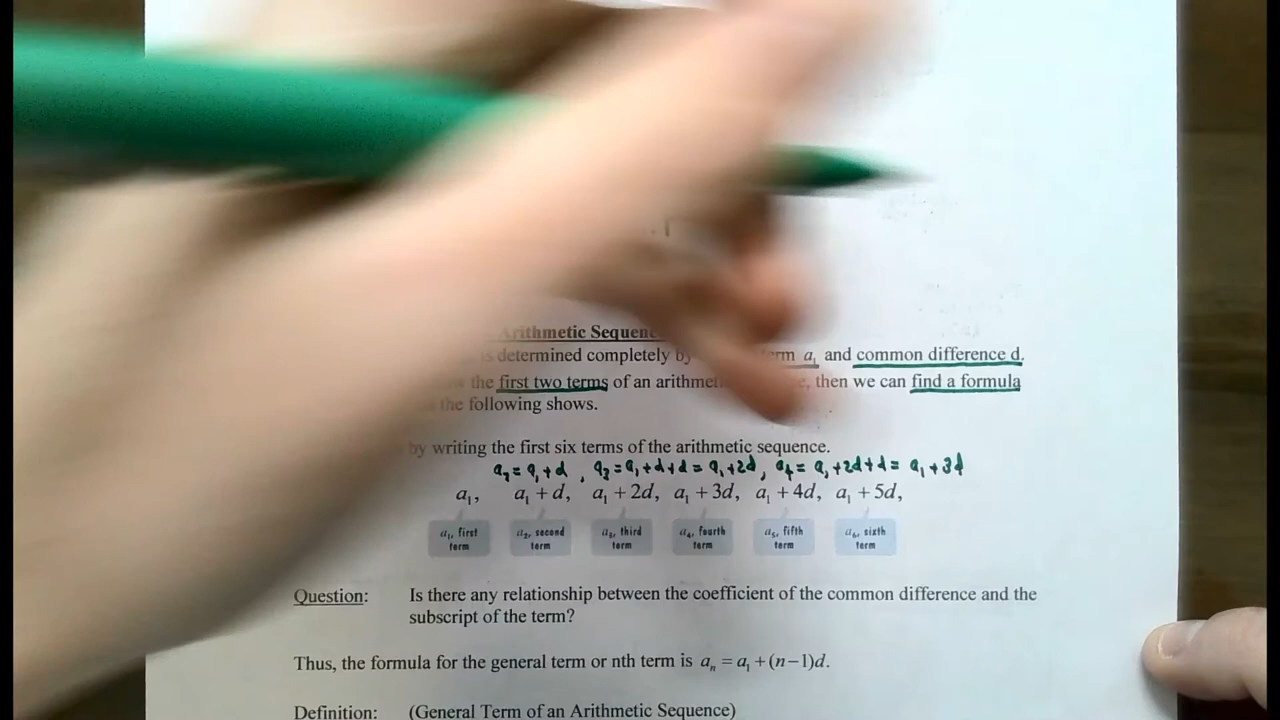 Arithmetic
is determined completely by a₁ and common difference d.
the first two terms of an then we can find a formula
the following shows.
by writing the first six terms of the arithmetic sequence.
a₂ = a₁ + d , a₃ = a₁ + d + d = a₁ + 2d , a₄ = a₁ + 2d + d = a₁ + 3d
a₁, a₁ + d, a₁ + 2d, a₁ + 3d, a₁ + 4d, a₁ + 5d,
a₁, first term a₂, second term a₃, third term a₄, fourth term a₅, fifth term a₆, sixth term
Question: Is there any relationship between the coefficient of the common difference and the
subscript of the term?
Thus, the formula for the general term or nth term is aₙ = a₁ + (n−1)d.
Definition: (General Term of an Arithmetic Sequence)